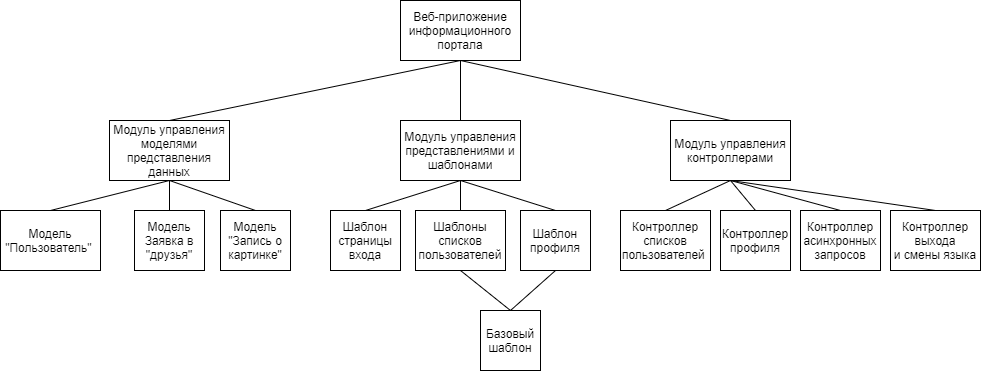 Веб-приложение
информационного
портала
Модуль управления
моделями
представления
данных
Модуль управления
представлениями и
шаблонами
Модуль управления
контроллерами
Модель
"Пользователь"
Модель
Заявка в
"друзья"
Модель
"Запись о
картинке"
Шаблон
страницы
входа
Шаблоны
списков
пользователей
Шаблон
профиля
Контроллер
списков
пользователей
Контроллер
профиля
Контроллер
асинхронных
запросов
Контроллер
выхода
и смены языка
Базовый
шаблон